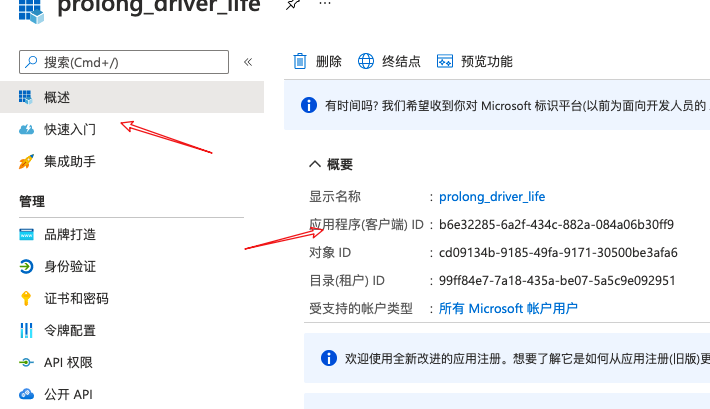 prolong_driver_life
搜索(Cmd+/)
«
删除
终结点
预览功能
概述
快速入门
集成助手
管理
品牌打造
身份验证
证书和密码
令牌配置
API 权限
公开 API
有时间吗? 我们希望收到你对 Microsoft 标识平台(以前为面向开发人员的
概要
显示名称 : prolong_driver_life
应用程序(客户端) ID : b6e32285-6a2f-434c-882a-084a06b30ff9
对象 ID : cd09134b-9185-49fa-9171-30500be3afa6
目录(租户) ID : 99ff84e7-7a18-435a-be07-5a5c9e092951
受支持的帐户类型 : 所有 Microsoft 帐户用户
欢迎使用全新改进的应用注册。想要了解它是如何从应用注册(旧版)更